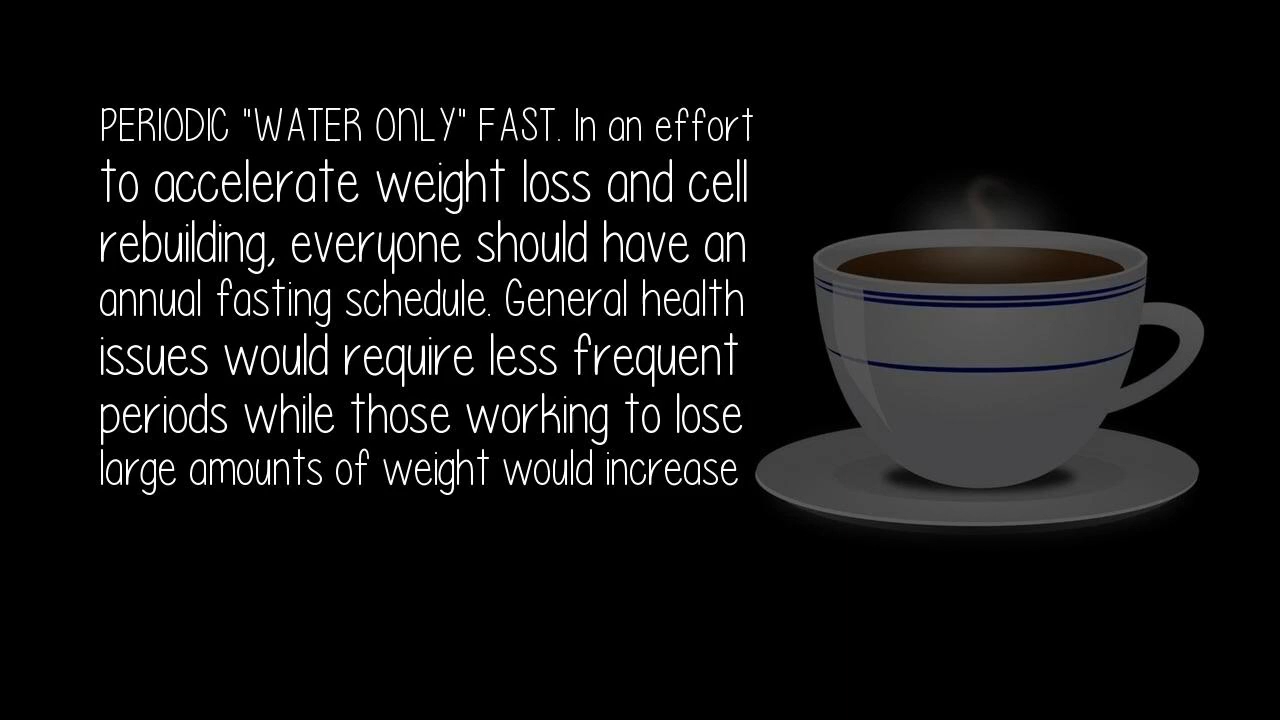 PERIODIC "WATER ONLY" FAST. In an effort
to accelerate weight loss and cell
rebuilding, everyone should have an
annual fasting schedule. General health
issues would require less frequent
periods while those working to lose
large amounts of weight would increase